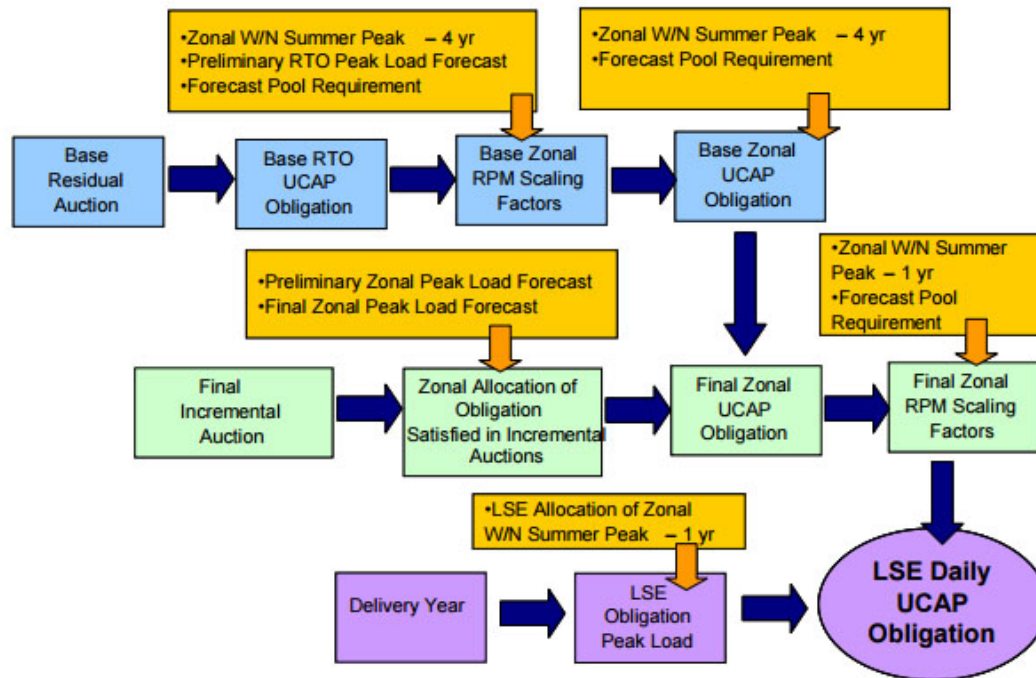 •Zonal W/N Summer Peak – 4 yr
•Preliminary RTO Peak Load Forecast
•Forecast Pool Requirement
•Zonal W/N Summer Peak – 4 yr
•Forecast Pool Requirement
Base
Residual
Auction
Base RTO
UCAP
Obligation
Base Zonal
RPM Scaling
Factors
Base Zonal
UCAP
Obligation
•Preliminary Zonal Peak Load Forecast
•Final Zonal Peak Load Forecast
•Zonal W/N Summer
Peak – 1 yr
•Forecast Pool
Requirement
Final
Incremental
Auction
Zonal Allocation of
Obligation
Satisfied in Incremental
Auctions
Final Zonal
UCAP
Obligation
Final Zonal
RPM Scaling
Factors
•LSE Allocation of Zonal
W/N Summer Peak – 1 yr
Delivery Year
LSE
Obligation
Peak Load
LSE Daily
UCAP
Obligation